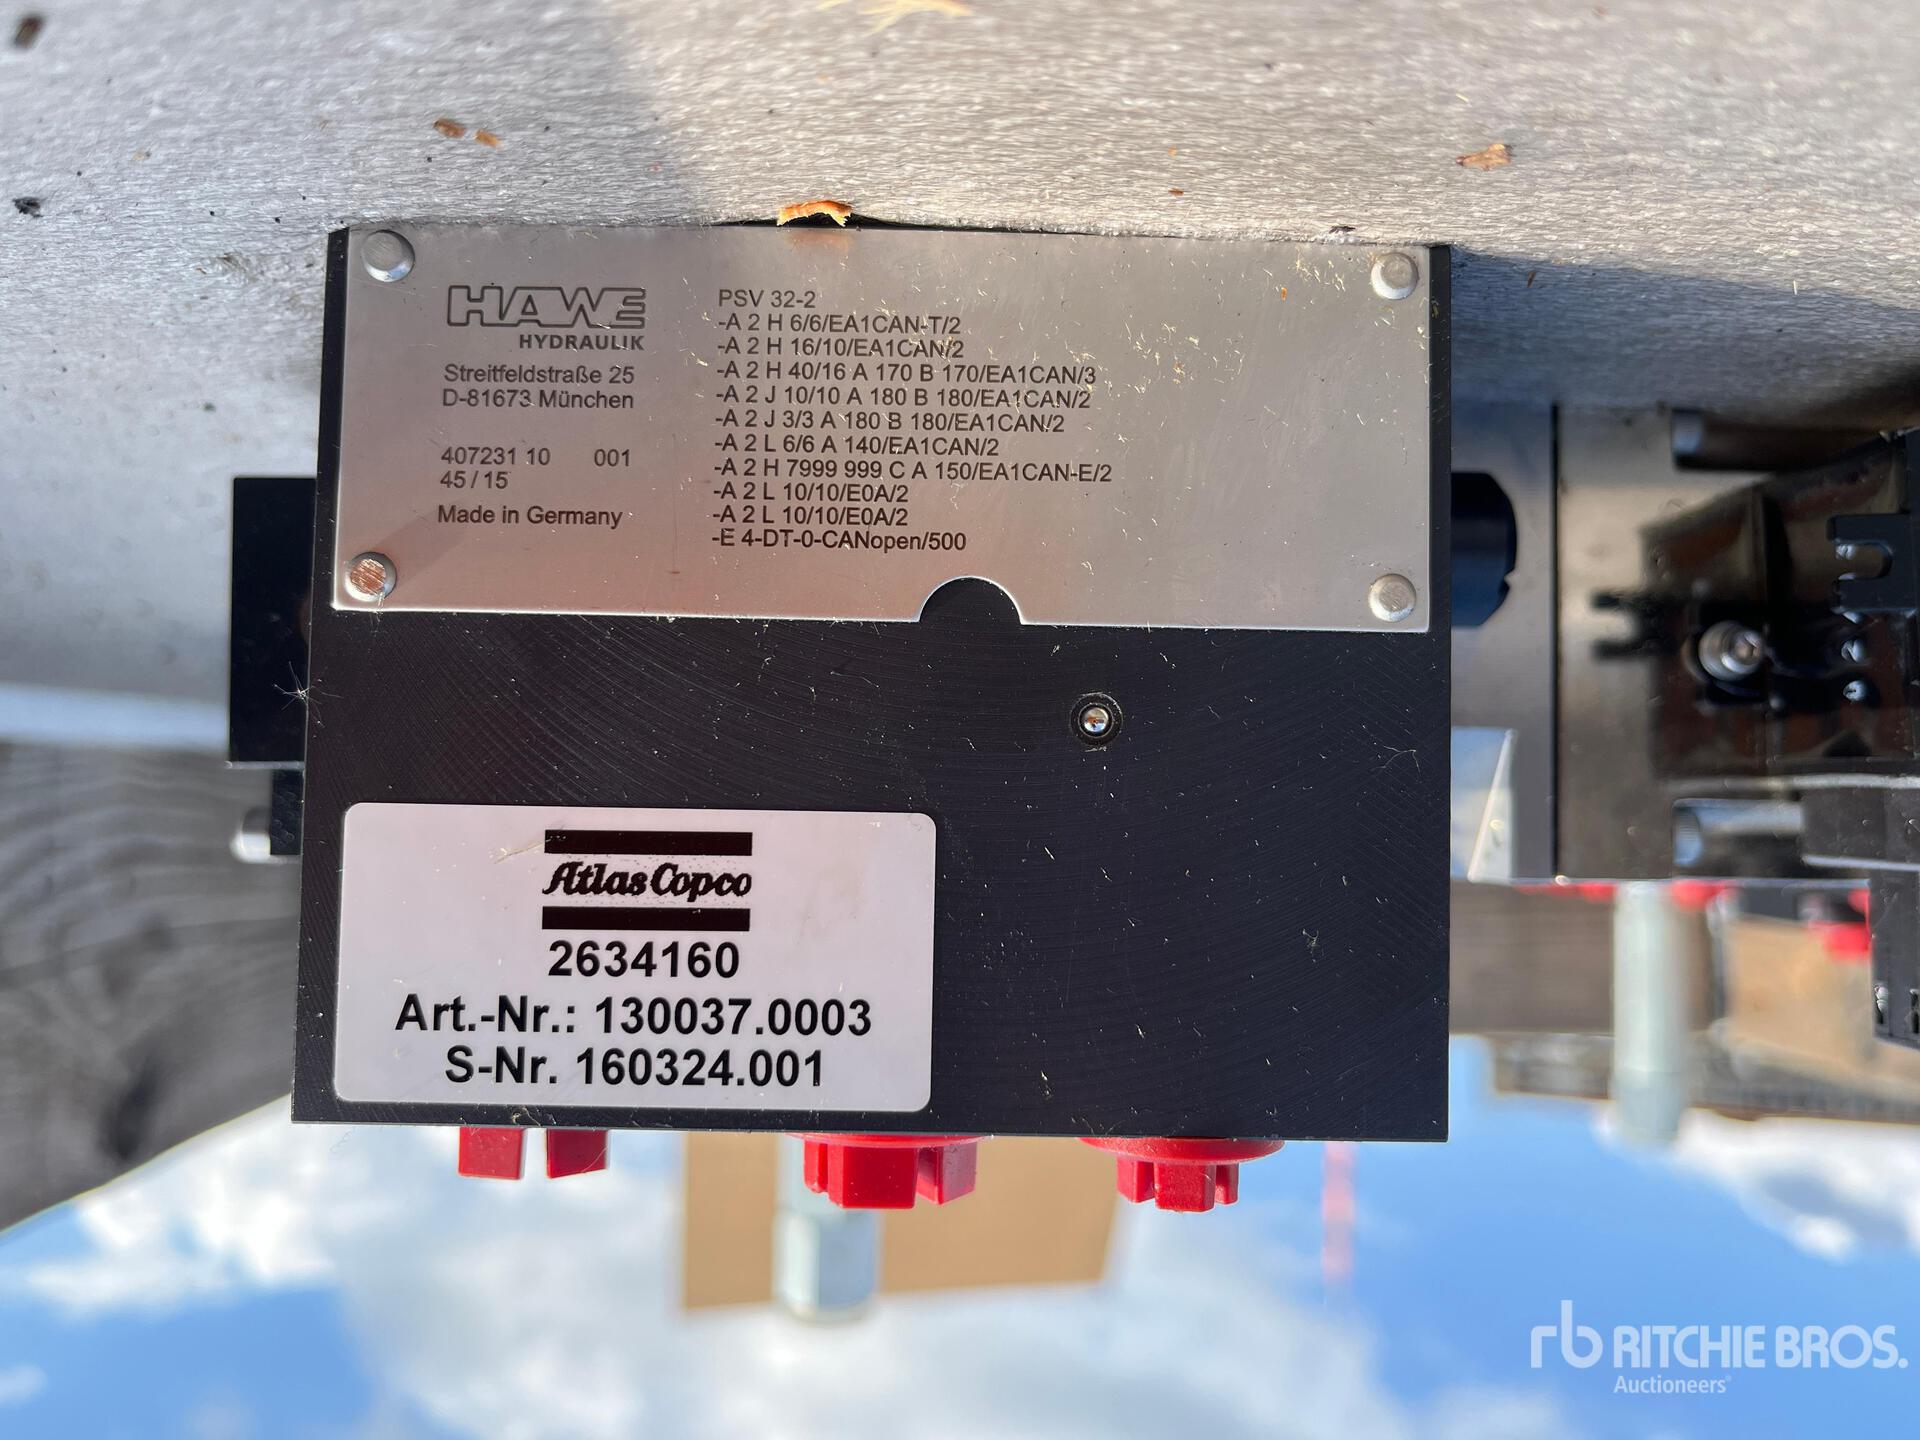 HAWE
HYDRAULIK
Streitfeldstraße 25
D-81673 München
407231 10 001
45 / 15
Made in Germany
PSV 32-2
-A 2 H 6/6/EA1CAN-T/2
-A 2 H 16/10/EA1CAN/2
-A 2 H 40/16 A 170 B 170/EA1CAN/3
-A 2 J 10/10 A 180 B 180/EA1CAN/2
-A 2 J 3/3 A 180 B 180/EA1CAN/2
-A 2 L 6/6 A 140/EA1CAN/2
-A 2 H 7999 999 C A 150/EA1CAN-E/2
-A 2 L 10/10/E0A/2
-A 2 L 10/10/E0A/2
-E 4-DT-0-CANopen/500
Atlas Copco
2634160
Art.-Nr.: 130037.0003
S-Nr. 160324.001
rb RITCHIE BROS.
Auctioneers